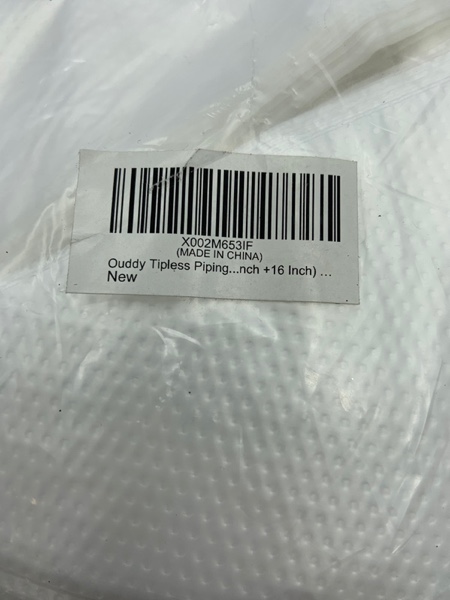 X002M653IF
(MADE IN CHINA)
Ouddy Tipless Piping...nch +16 Inch) ...
New